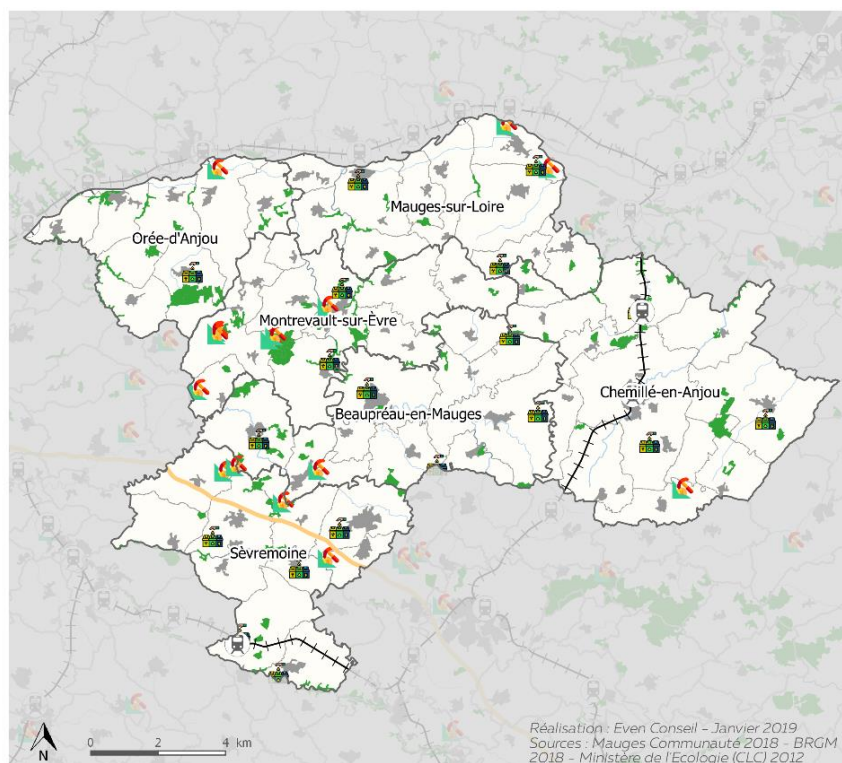 Mauges-sur-Loire
Orée-d'Anjou
Montrevault-sur-Èvre
Chemillé-en-Anjou
Beaupréau-en-Mauges
Sèvremoine
N
0 2 4 km
Réalisation : Even Conseil - Janvier 2019
Sources : Mauges Communauté 2018 - BRGM
2018 - Ministère de l'Ecologie (CLC) 2012